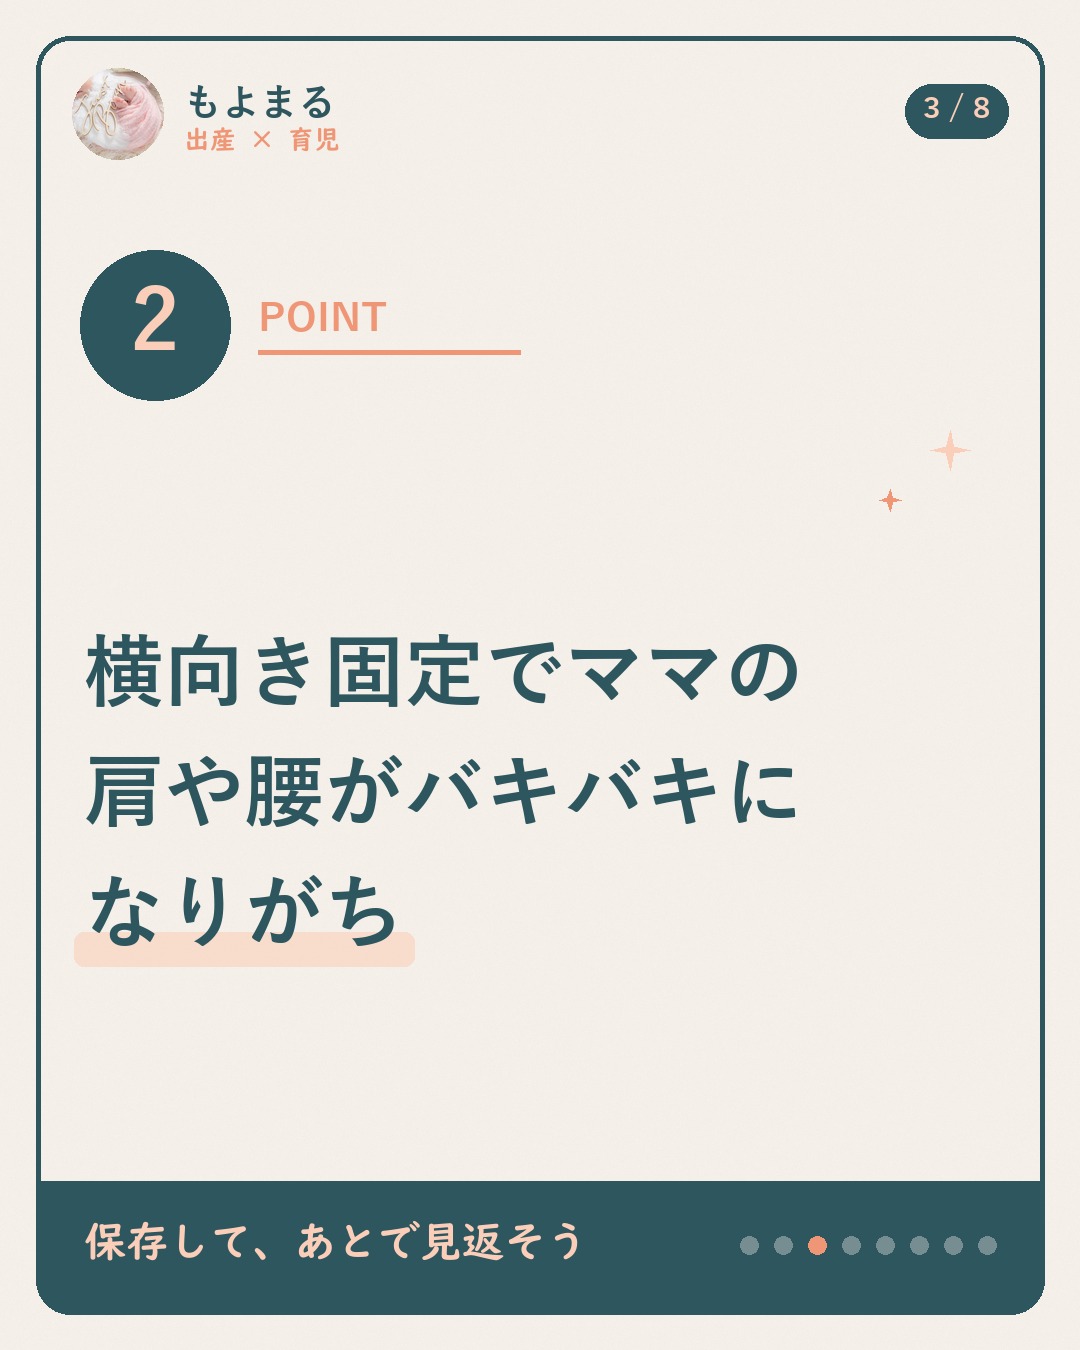 もよまる
出産 × 育児
3 / 8
2
POINT
横向き固定でママの
肩や腰がバキバキに
なりがち
保存して、あとで見返そう